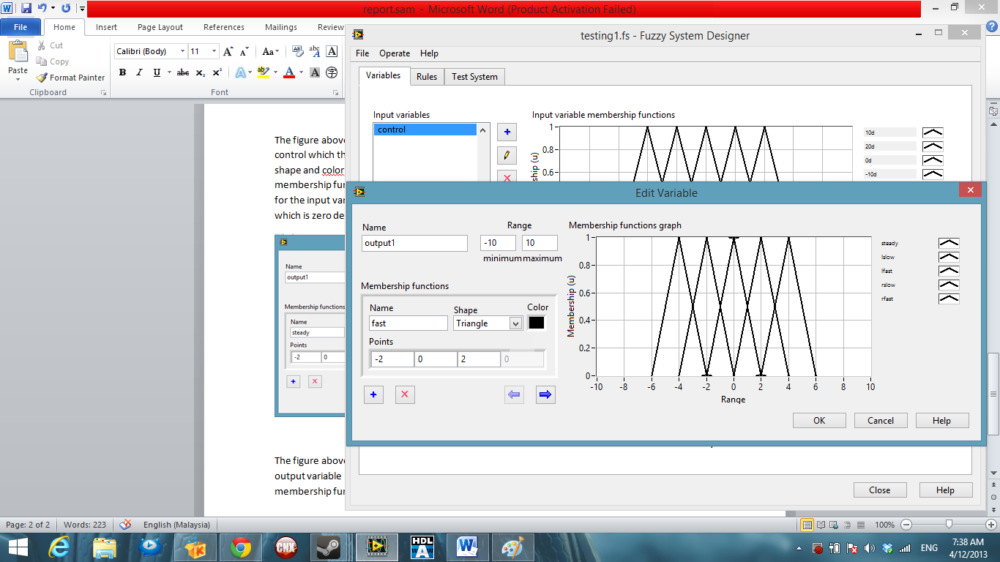 report.sam - Microsoft Word (Product Activation Failed)
File Home Insert Page Layout References Mailings Review
Cut
Copy
Format Painter
Paste
Clipboard
Calibri (Body) 11
Font
The figure above
control which th
shape and color
membership fun
for the input var
which is zero de
Name
output1
Membership functions
Name
steady
Points
-2 0
The figure above
output variable
membership fun
testing1.fs - Fuzzy System Designer
File Operate Help
Variables Rules Test System
Input variables
control
Input variable membership functions
1
0.8
0.6
ship (u)
10d
20d
0d
-10d
Edit Variable
Name
output1
Range
-10 10
minimum maximum
Membership functions
Name Shape Color
fast Triangle
Points
-2 0 2 0
Membership functions graph
Membership (u)
1
0.8
0.6
0.4
0.2
0
-10 -8 -6 -4 -2 0 2 4 6 8 10
Range
steady
lslow
lfast
rslow
rfast
OK Cancel Help
Close Help
Page: 2 of 2 Words: 223 English (Malaysia) 100%
CNX
HDL
A
ENG
7:38 AM
4/12/2013